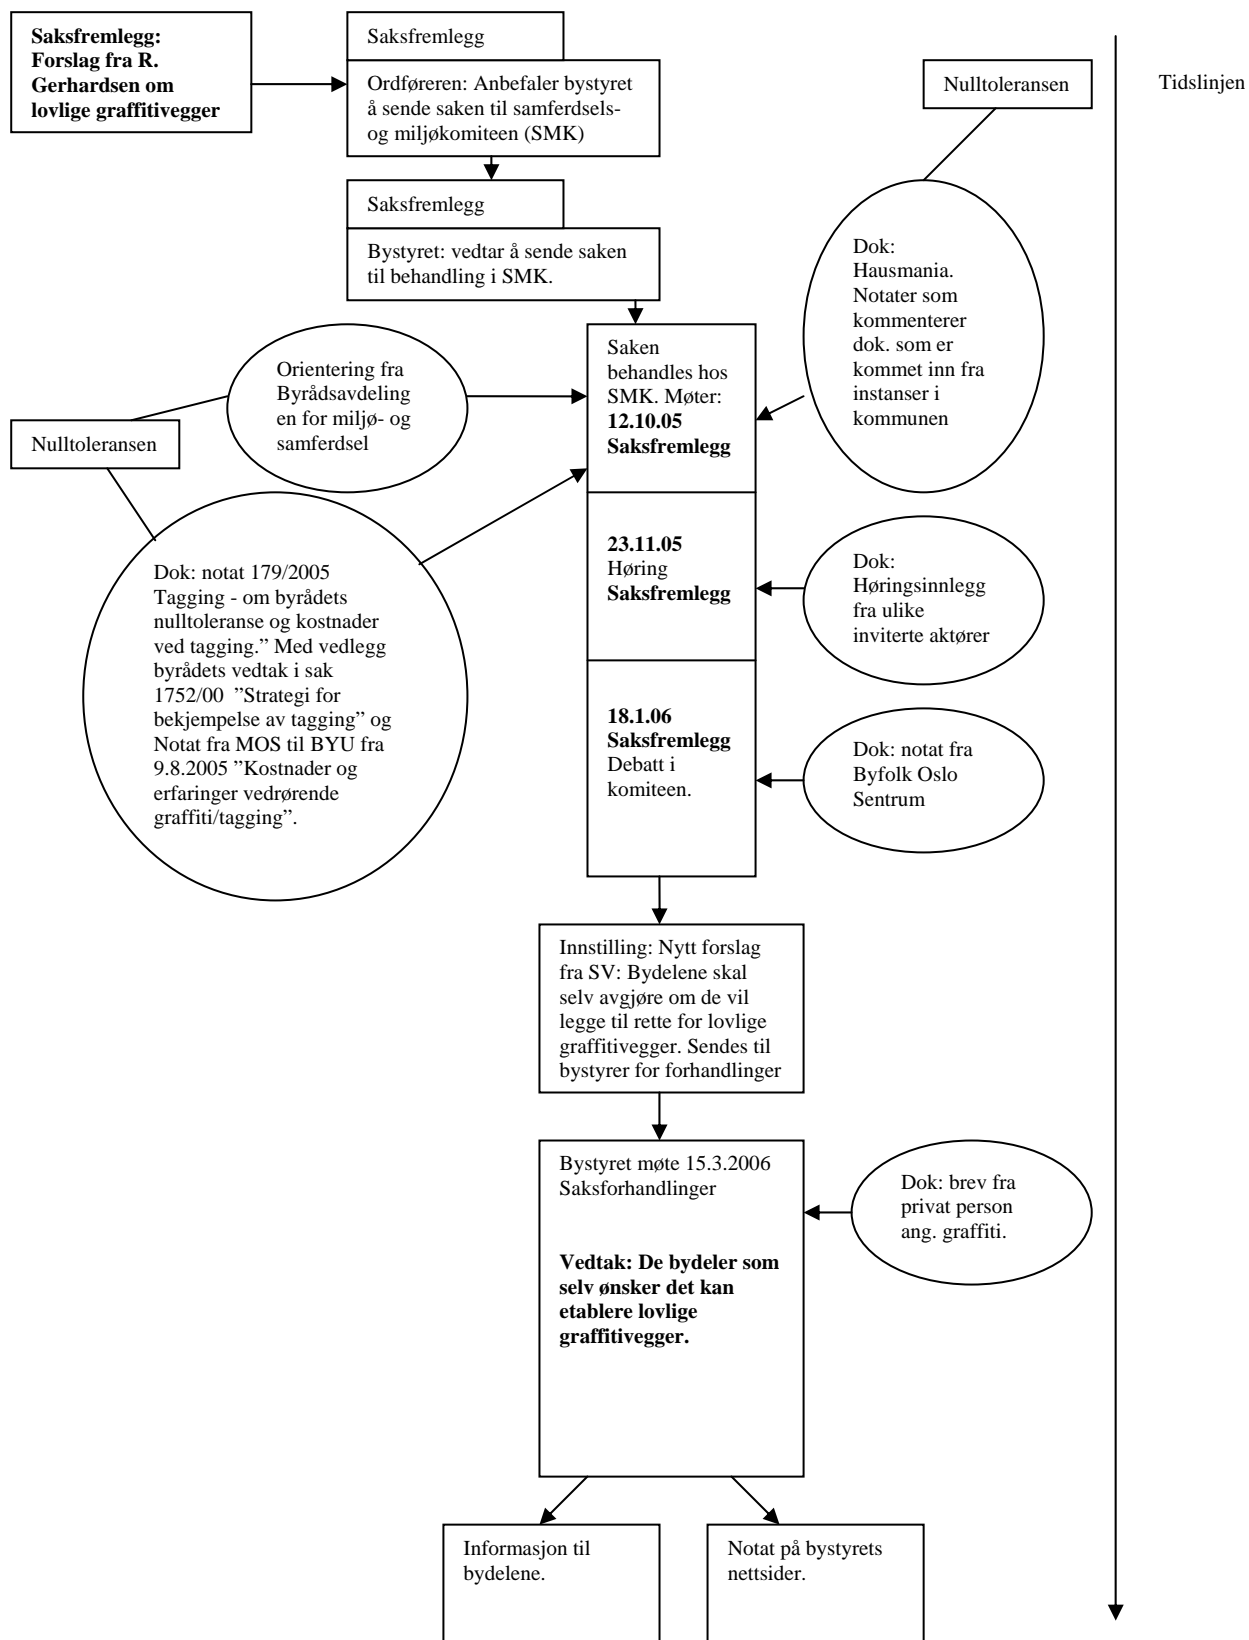 Saksfremlegg:
Forslag fra R.
Gerhardsen om
lovlige graffitivegger
Saksfremlegg
Ordføreren: Anbefaler bystyret
å sende saken til samferdsels-
og miljøkomiteen (SMK)
Nulltoleransen
Tidslinjen
Saksfremlegg
Bystyret: vedtar å sende saken
til behandling i SMK.
Dok:
Hausmania.
Notater som
kommenterer
dok. som er
kommet inn fra
instanser i
kommunen
Orientering fra
Byrådsavdeling
en for miljø- og
samferdsel
Saken
behandles hos
SMK. Møter:
12.10.05
Saksfremlegg
Nulltoleransen
Dok: notat 179/2005
Tagging - om byrådets
nulltoleranse og kostnader
ved tagging.” Med vedlegg
byrådets vedtak i sak
1752/00 ”Strategi for
bekjempelse av tagging” og
Notat fra MOS til BYU fra
9.8.2005 ”Kostnader og
erfaringer vedrørende
graffiti/tagging”.
23.11.05
Høring
Saksfremlegg
Dok:
Høringsinnlegg
fra ulike
inviterte aktører
18.1.06
Saksfremlegg
Debatt i
komiteen.
Dok: notat fra
Byfolk Oslo
Sentrum
Innstilling: Nytt forslag
fra SV: Bydelene skal
selv avgjøre om de vil
legge til rette for lovlige
graffitivegger. Sendes til
bystyrer for forhandlinger
Bystyret møte 15.3.2006
Saksforhandlinger
Vedtak: De bydeler som
selv ønsker det kan
etablere lovlige
graffitivegger.
Dok: brev fra
privat person
ang. graffiti.
Informasjon til
bydelene.
Notat på bystyrets
nettsider.